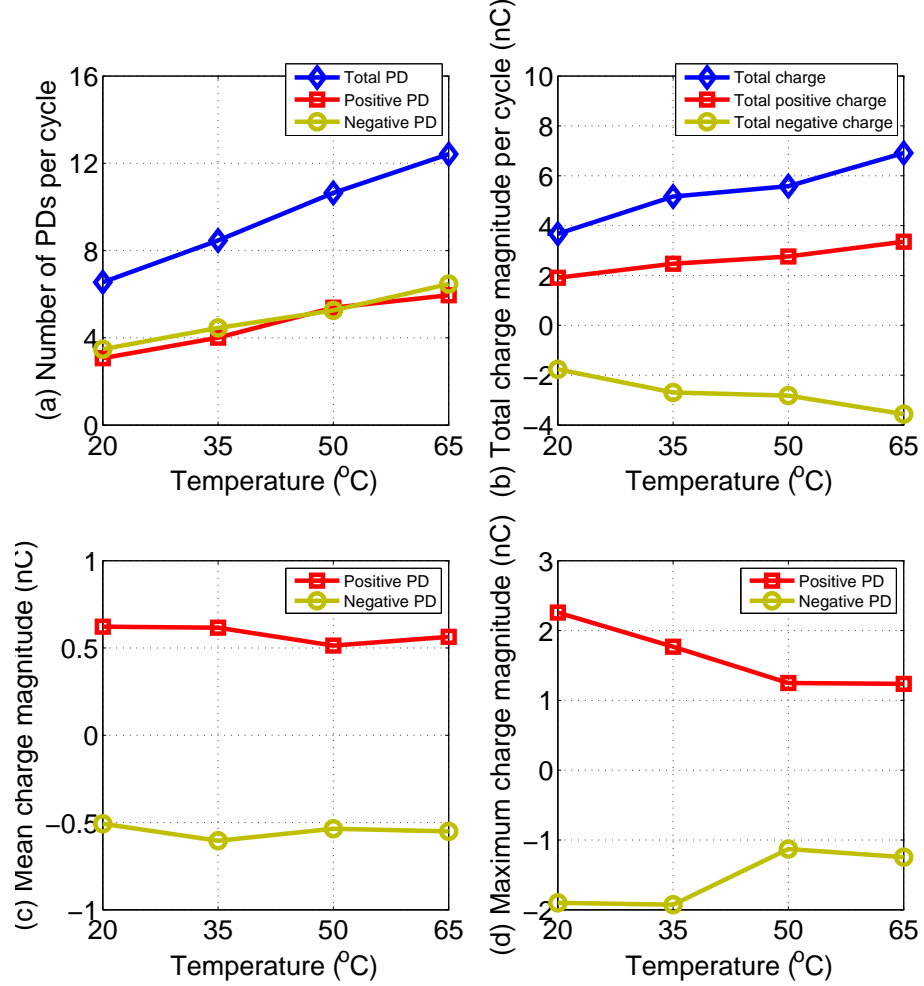 (a) Number of PDs per cycle
16
12
8
4
0
Total PD
Positive PD
Negative PD
20 35 50 65
Temperature (°C)
(b) Total charge magnitude per cycle (nC)
10
8
6
4
2
0
−2
−4
Total charge
Total positive charge
Total negative charge
20 35 50 65
Temperature (°C)
(c) Mean charge magnitude (nC)
1
0.5
0
−0.5
−1
Positive PD
Negative PD
20 35 50 65
Temperature (°C)
(d) Maximum charge magnitude (nC)
3
2
1
0
−1
−2
Positive PD
Negative PD
20 35 50 65
Temperature (°C)